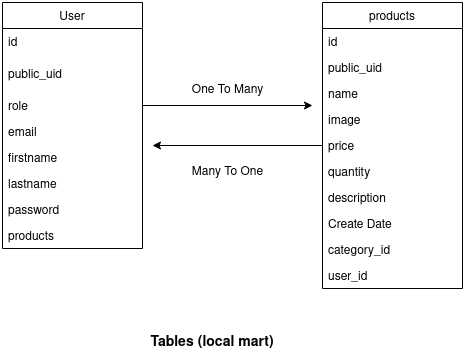 User
id
public_uid
role
email
firstname
lastname
password
products
One To Many
Many To One
products
id
public_uid
name
image
price
quantity
description
Create Date
category_id
user_id
Tables (local mart)